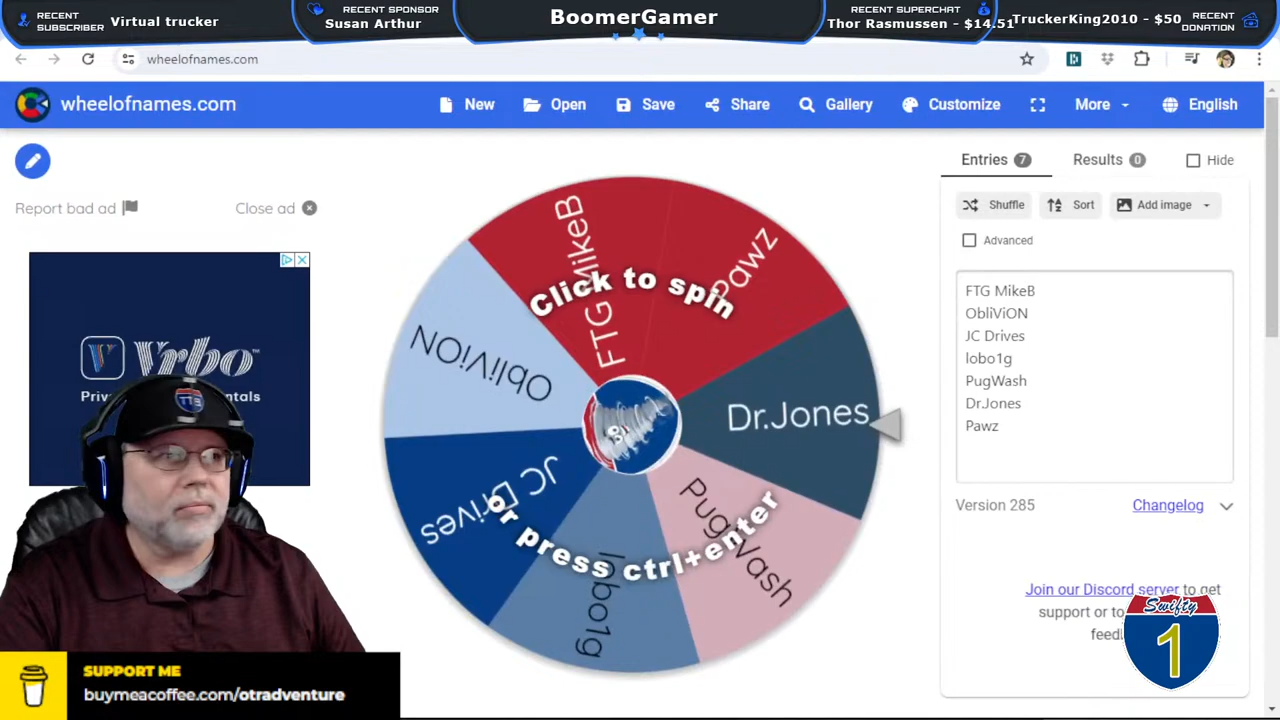 RECENT SUBSCRIBER
Virtual trucker
RECENT SPONSOR
Susan Arthur
BoomerGamer
RECENT SUPERCHAT
Thor Rasmussen - $14.51
TruckerKing2010 - $50
RECENT DONATION
wheelofnames.com
wheelofnames.com
New
Open
Save
Share
Gallery
Customize
More
English
Report bad ad
Close ad
Vrbo
FTG MikeB
Pawz
Dr.Jones
PugWash
lobo1g
JC Drives
ObliViON
Click to spin
or press ctrl+enter
Entries 7
Results 0
Hide
Shuffle
Sort
Add image
Advanced
FTG MikeB
ObliViON
JC Drives
lobo1g
PugWash
Dr.Jones
Pawz
Version 285
Changelog
Join our Discord server to get
support or to
Swifty
1
SUPPORT ME
buymeacoffee.com/otradventure